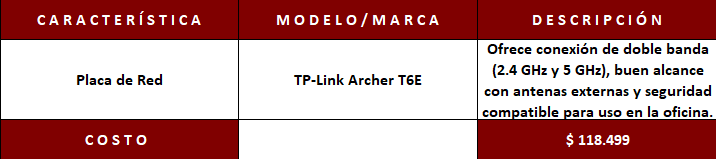 CARACTERÍSTICA MODELO/MARCA DESCRIPCIÓN
Placa de Red
TP-Link Archer T6E
Ofrece conexión de doble banda
(2.4 GHz y 5 GHz), buen alcance
con antenas externas y seguridad
compatible para uso en la oficina.
COSTO $ 118.499